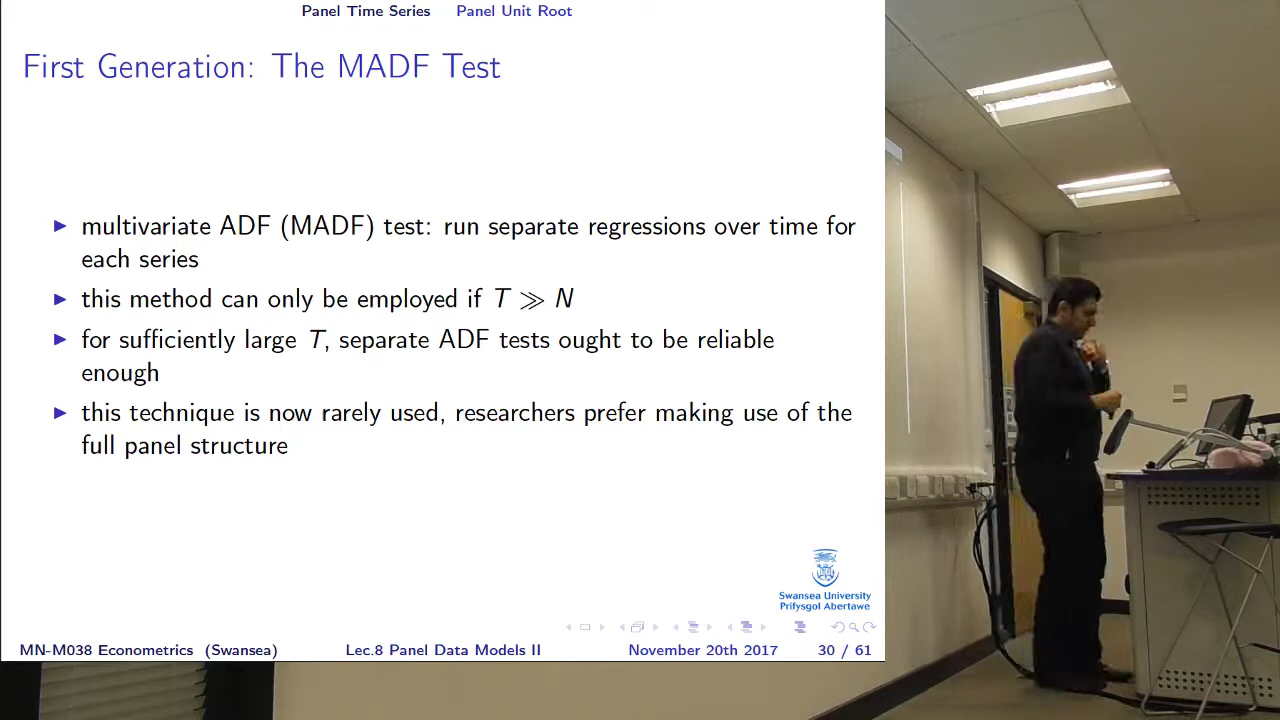 Panel Time Series Panel Unit Root
First Generation: The MADF Test
▶ multivariate ADF (MADF) test: run separate regressions over time for
each series
▶ this method can only be employed if T ≫ N
▶ for sufficiently large T, separate ADF tests ought to be reliable
enough
▶ this technique is now rarely used, researchers prefer making use of the
full panel structure
Swansea University
Prifysgol Abertawe
MN-M038 Econometrics (Swansea) Lec.8 Panel Data Models II November 20th 2017 30 / 61